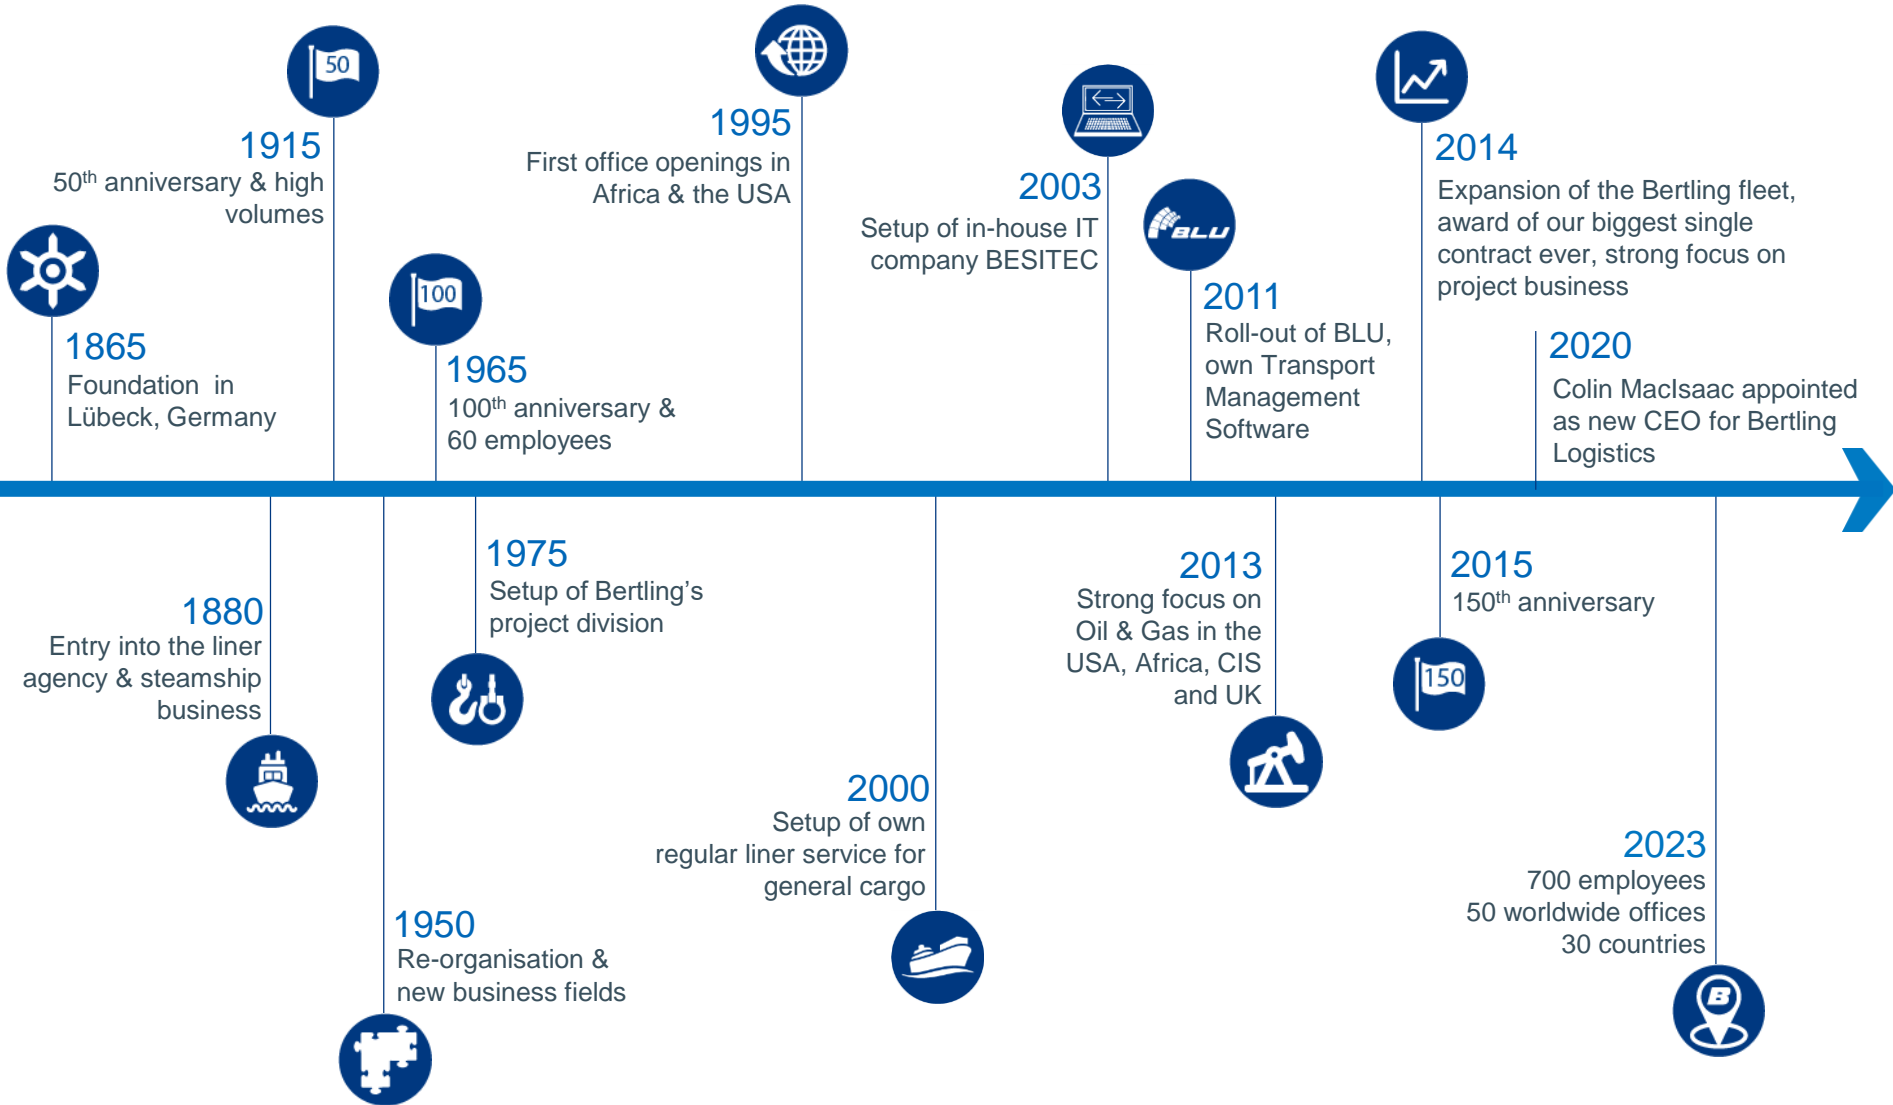 50
1915
50th anniversary & high
volumes
1865
Foundation in
Lübeck, Germany
100
1965
100th anniversary &
60 employees
1995
First office openings in
Africa & the USA
2003
Setup of in-house IT
company BESITEC
BLU
2011
Roll-out of BLU,
own Transport
Management
Software
2014
Expansion of the Bertling fleet,
award of our biggest single
contract ever, strong focus on
project business
2020
Colin MacIsaac appointed
as new CEO for Bertling
Logistics
1880
Entry into the liner
agency & steamship
business
1950
Re-organisation &
new business fields
1975
Setup of Bertling’s
project division
2000
Setup of own
regular liner service for
general cargo
2013
Strong focus on
Oil & Gas in the
USA, Africa, CIS
and UK
2015
150th anniversary
150
2023
700 employees
50 worldwide offices
30 countries
B